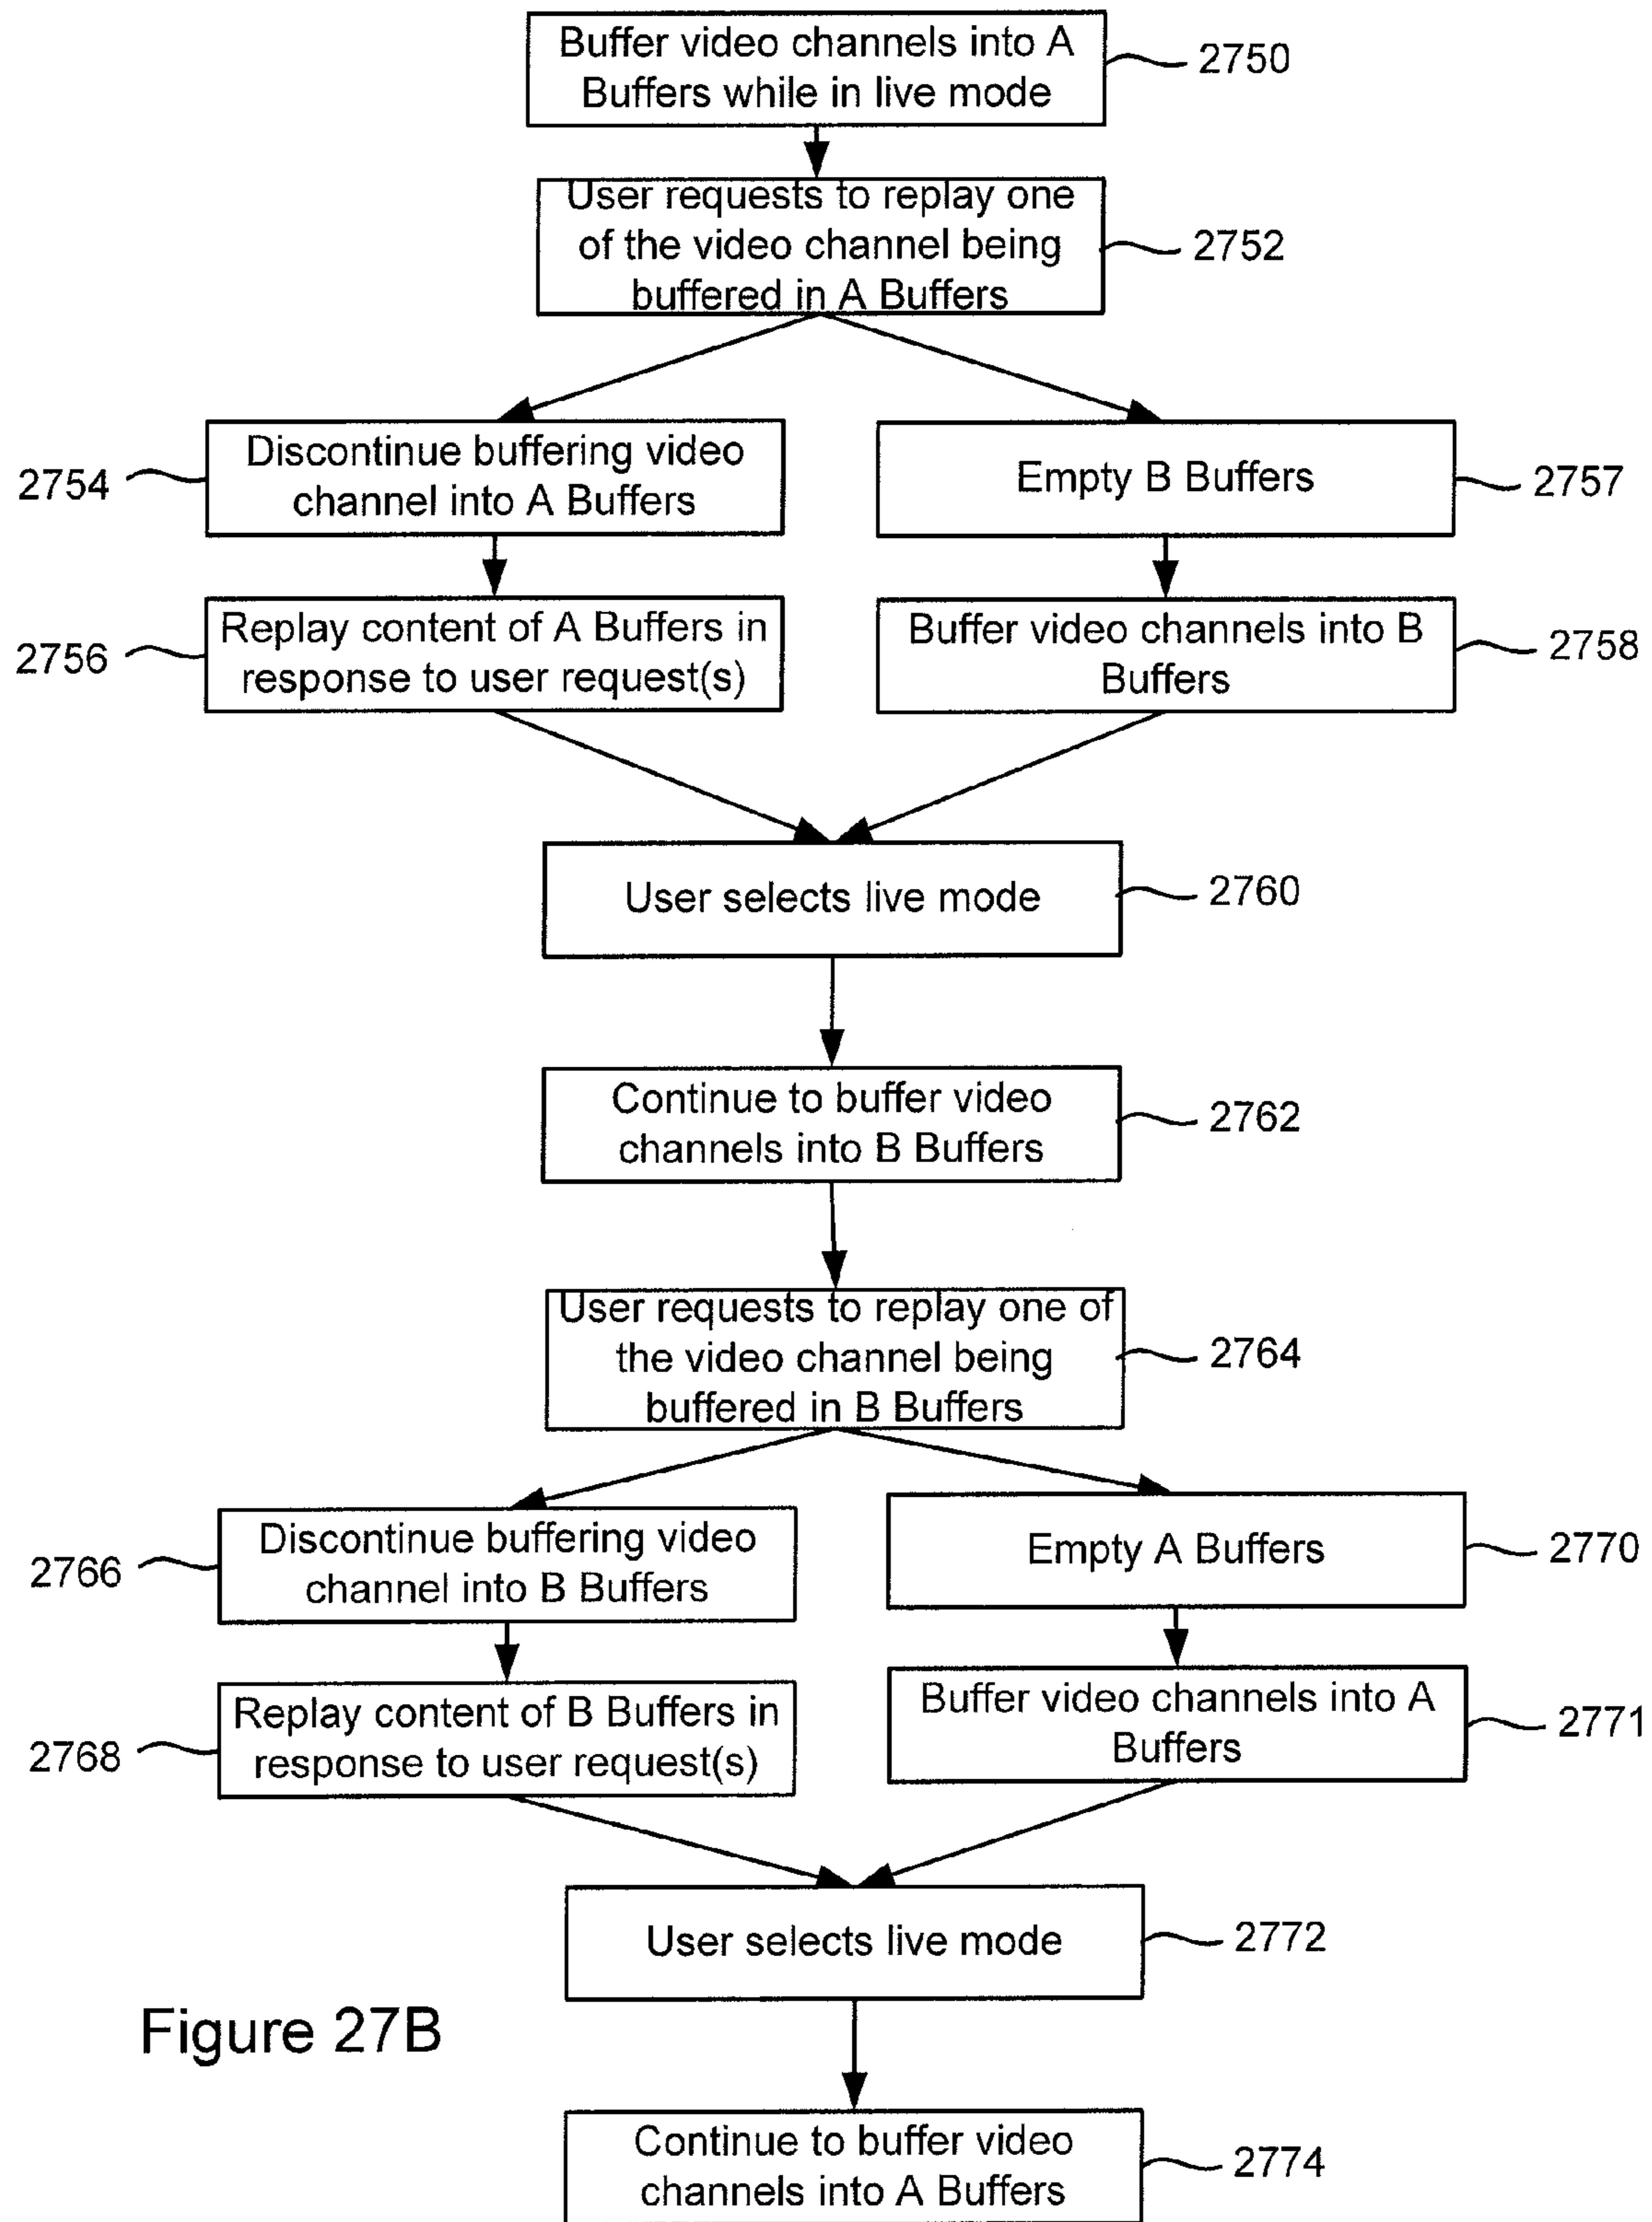 Buffer video channels into A
Buffers while in live mode
2750
User requests to replay one
of the video channel being
buffered in A Buffers
2752
Discontinue buffering video
channel into A Buffers
2754
Empty B Buffers
2757
Replay content of A Buffers in
response to user request(s)
2756
Buffer video channels into B
Buffers
2758
User selects live mode
2760
Continue to buffer video
channels into B Buffers
2762
User requests to replay one of
the video channel being
buffered in B Buffers
2764
Discontinue buffering video
channel into B Buffers
2766
Empty A Buffers
2770
Replay content of B Buffers in
response to user request(s)
2768
Buffer video channels into A
Buffers
2771
User selects live mode
2772
Figure 27B
Continue to buffer video
channels into A Buffers
2774